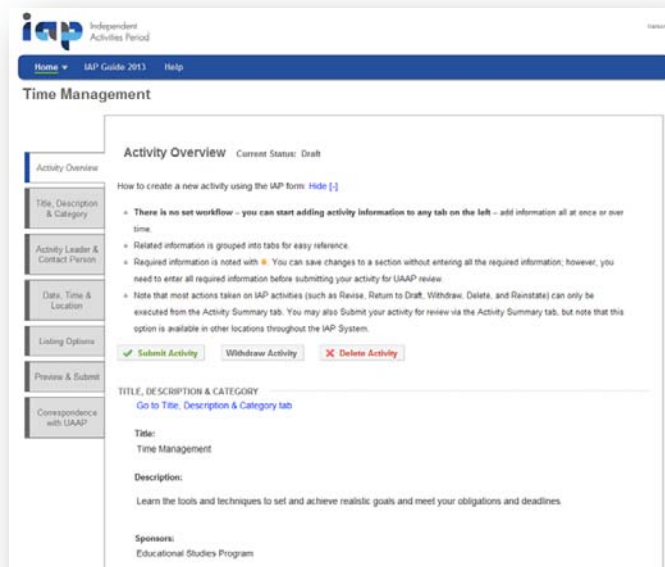 iap Independent
Activities Period
Home IAP Guide 2013 Help
Time Management
Activity Overview
Title, Description
& Category
Activity Leader &
Contact Person
Date, Time &
Location
Listing Options
Preview & Submit
Correspondence
with UAAP
Activity Overview Current Status: Draft
How to create a new activity using the IAP form: Hide [-]
There is no set workflow – you can start adding activity information to any tab on the left – add information all at once or over
time.
Related information is grouped into tabs for easy reference.
Required information is noted with. You can save changes to a section without entering all the required information; however, you
need to enter all required information before submitting your activity for UAAP review.
Note that most actions taken on IAP activities (such as Revise, Return to Draft, Withdraw, Delete, and Reinstate) can only be
executed from the Activity Summary tab. You may also Submit your activity for review via the Activity Summary tab, but note that this
option is available in other locations throughout the IAP System.
Submit Activity Withdraw Activity Delete Activity
TITLE, DESCRIPTION & CATEGORY
Go to Title, Description & Category tab
Title:
Time Management
Description:
Learn the tools and techniques to set and achieve realistic goals and meet your obligations and deadlines.
Sponsors:
Educational Studies Program